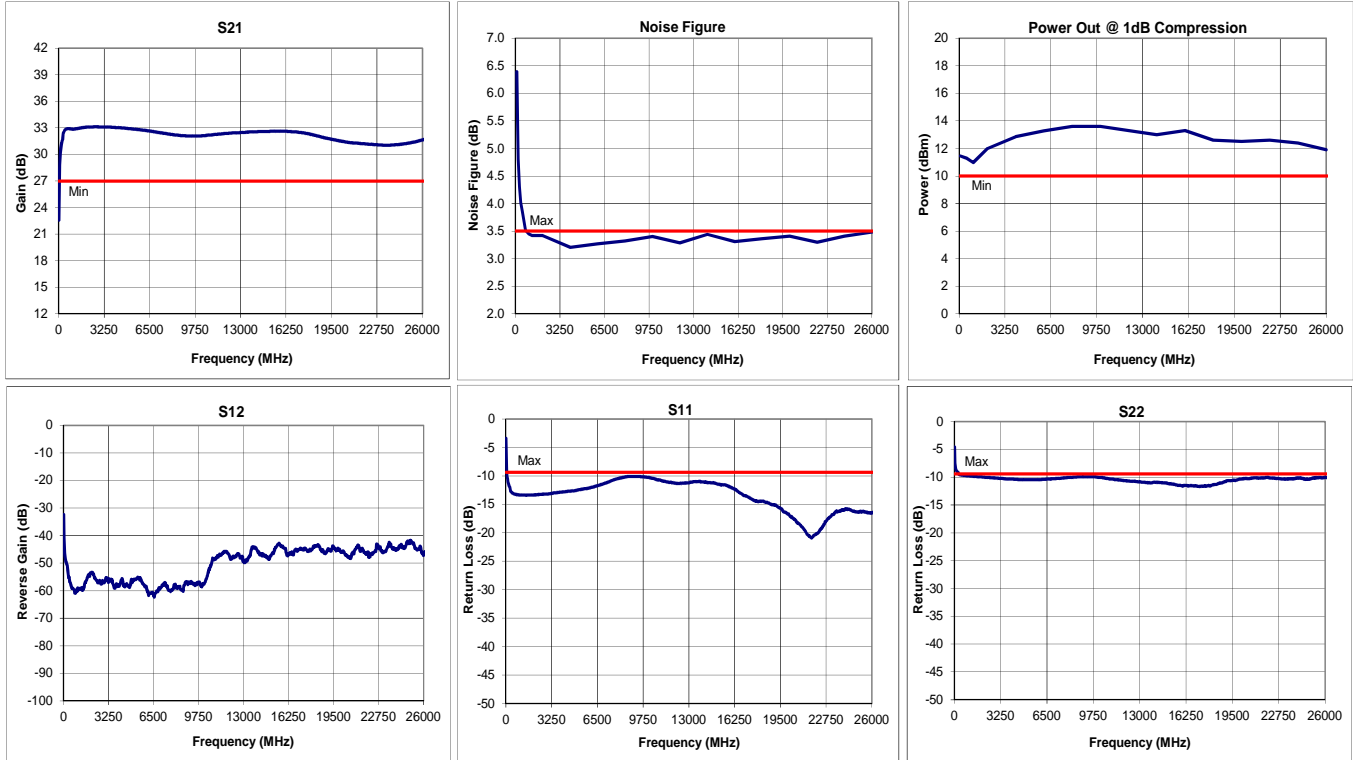 S21
Gain (dB)
42
39
36
33
30
27
24
21
18
15
12
Min
0 3250 6500 9750 13000 16250 19500 22750 26000
Frequency (MHz)
Noise Figure
Noise Figure (dB)
7.0
6.5
6.0
5.5
5.0
4.5
4.0
3.5
3.0
2.5
2.0
Max
0 3250 6500 9750 13000 16250 19500 22750 26000
Frequency (MHz)
Power Out @ 1dB Compression
Power (dBm)
20
18
16
14
12
10
8
6
4
2
0
Min
0 3250 6500 9750 13000 16250 19500 22750 26000
Frequency (MHz)
S12
Reverse Gain (dB)
0
-10
-20
-30
-40
-50
-60
-70
-80
-90
-100
0 3250 6500 9750 13000 16250 19500 22750 26000
Frequency (MHz)
S11
Return Loss (dB)
0
-5
-10
-15
-20
-25
-30
-35
-40
-45
-50
Max
0 3250 6500 9750 13000 16250 19500 22750 26000
Frequency (MHz)
S22
Return Loss (dB)
0
-5
-10
-15
-20
-25
-30
-35
-40
-45
-50
Max
0 3250 6500 9750 13000 16250 19500 22750 26000
Frequency (MHz)